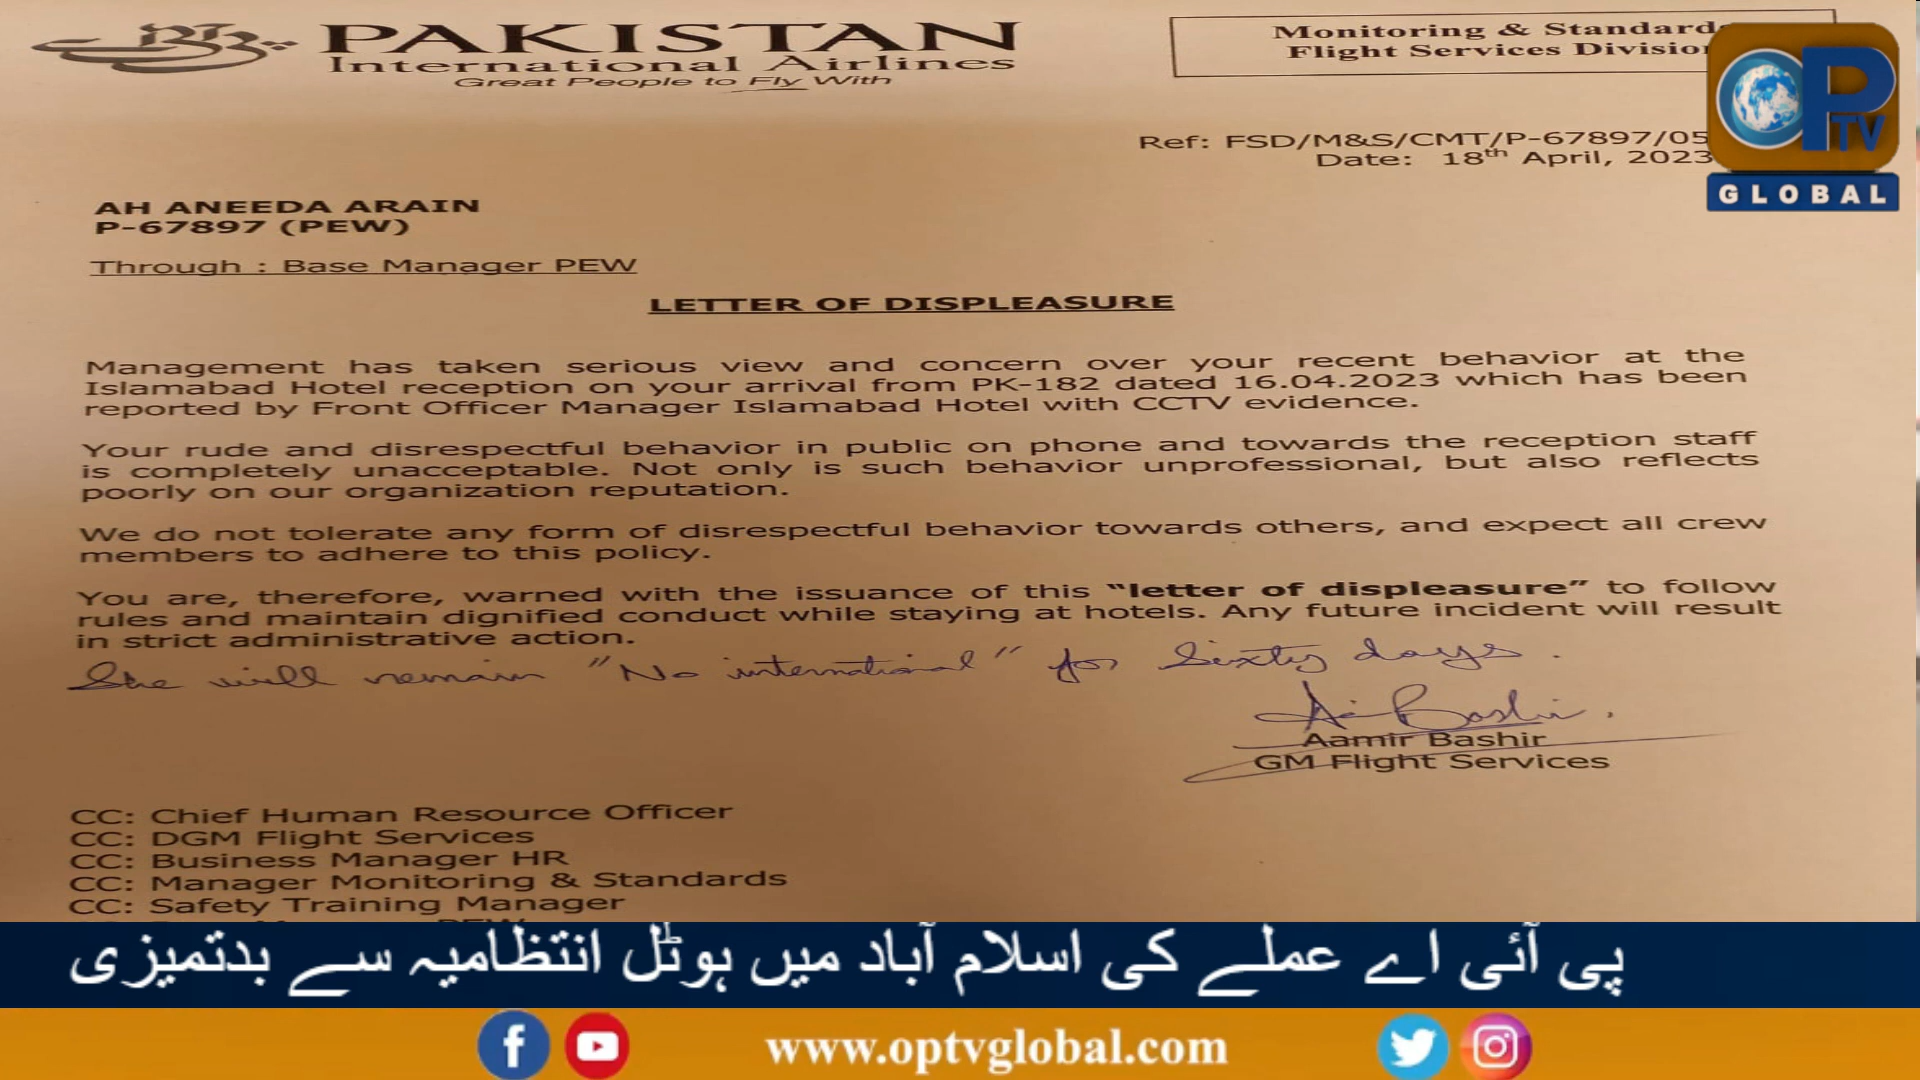 PAKISTAN
International Airlines
Great People to Fly With
Monitoring & Standards
Flight Services Division
Ref: FSD/M&S/CMT/P-67897/05
Date: 18th April, 2023
OPTV
GLOBAL
AH ANEEDA ARAIN
P-67897 (PEW)
Through : Base Manager PEW
LETTER OF DISPLEASURE
Management has taken serious view and concern over your recent behavior at the
Islamabad Hotel reception on your arrival from PK-182 dated 16.04.2023 which has been
reported by Front Officer Manager Islamabad Hotel with CCTV evidence.
Your rude and disrespectful behavior in public on phone and towards the reception staff
is completely unacceptable. Not only is such behavior unprofessional, but also reflects
poorly on our organization reputation.
We do not tolerate any form of disrespectful behavior towards others, and expect all crew
members to adhere to this policy.
You are, therefore, warned with the issuance of this “letter of displeasure” to follow
rules and maintain dignified conduct while staying at hotels. Any future incident will result
in strict administrative action.
She will remain "No international" for Sixty days.
Aamir Bashir
GM Flight Services
CC: Chief Human Resource Officer
CC: DGM Flight Services
CC: Business Manager HR
CC: Manager Monitoring & Standards
CC: Safety Training Manager
پی آئی اے عملے کی اسلام آباد میں ہوٹل انتظامیہ سے بدتمیزی
www.optvglobal.com